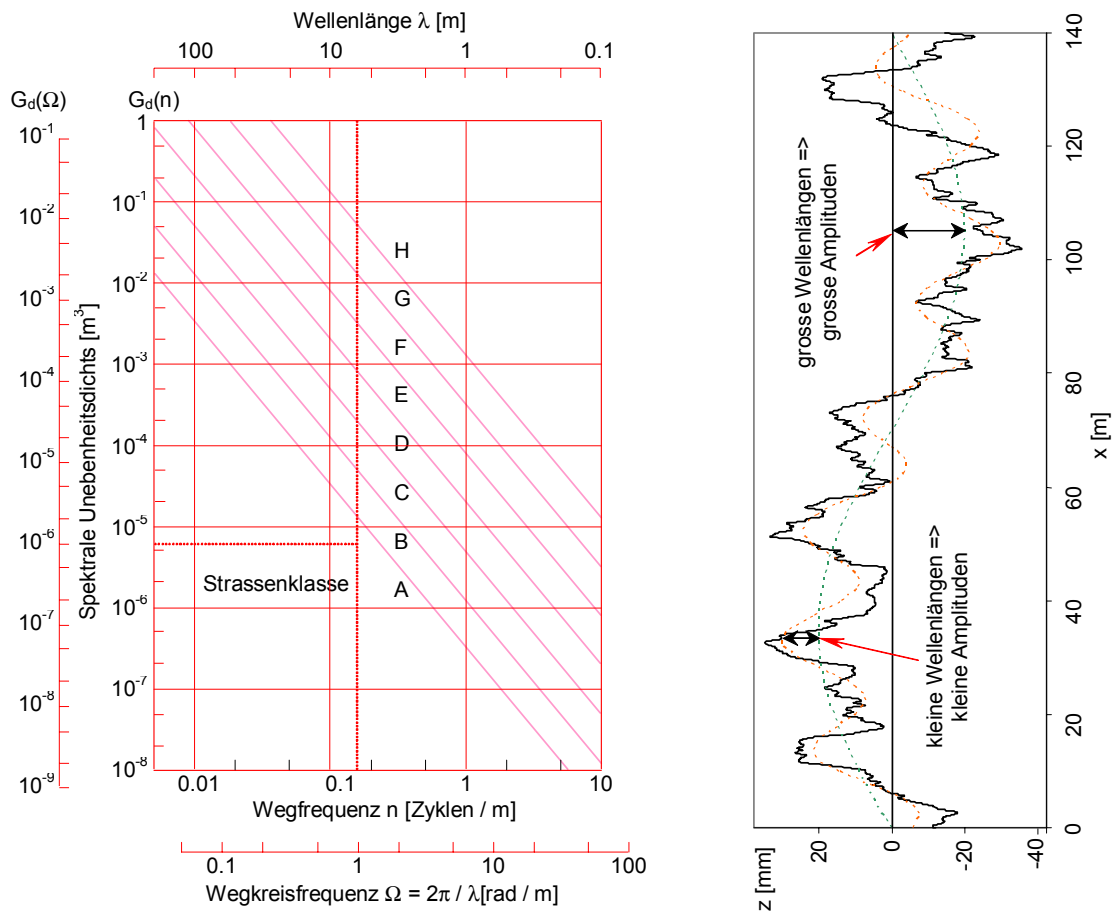 Wellenlänge λ [m]
100 10 1 0.1
G_d(Ω)
G_d(n)
10^-1
10^-2
10^-3
10^-4
10^-5
10^-6
10^-7
10^-8
10^-9
Spektrale Unebenheitsdichts [m^3]
1
10^-1
10^-2
10^-3
10^-4
10^-5
10^-6
10^-7
10^-8
H
G
F
E
D
C
B
A
Strassenklasse
0.01 0.1 1 10
Wegfrequenz n [Zyklen / m]
0.1 1 10 100
Wegkreisfrequenz Ω = 2π / λ[rad / m]
z [mm]
20 0 -20 -40
0 20 40 60 80 100 120 140
x [m]
grosse Wellenlängen =>
grosse Amplituden
kleine Wellenlängen =>
kleine Amplituden